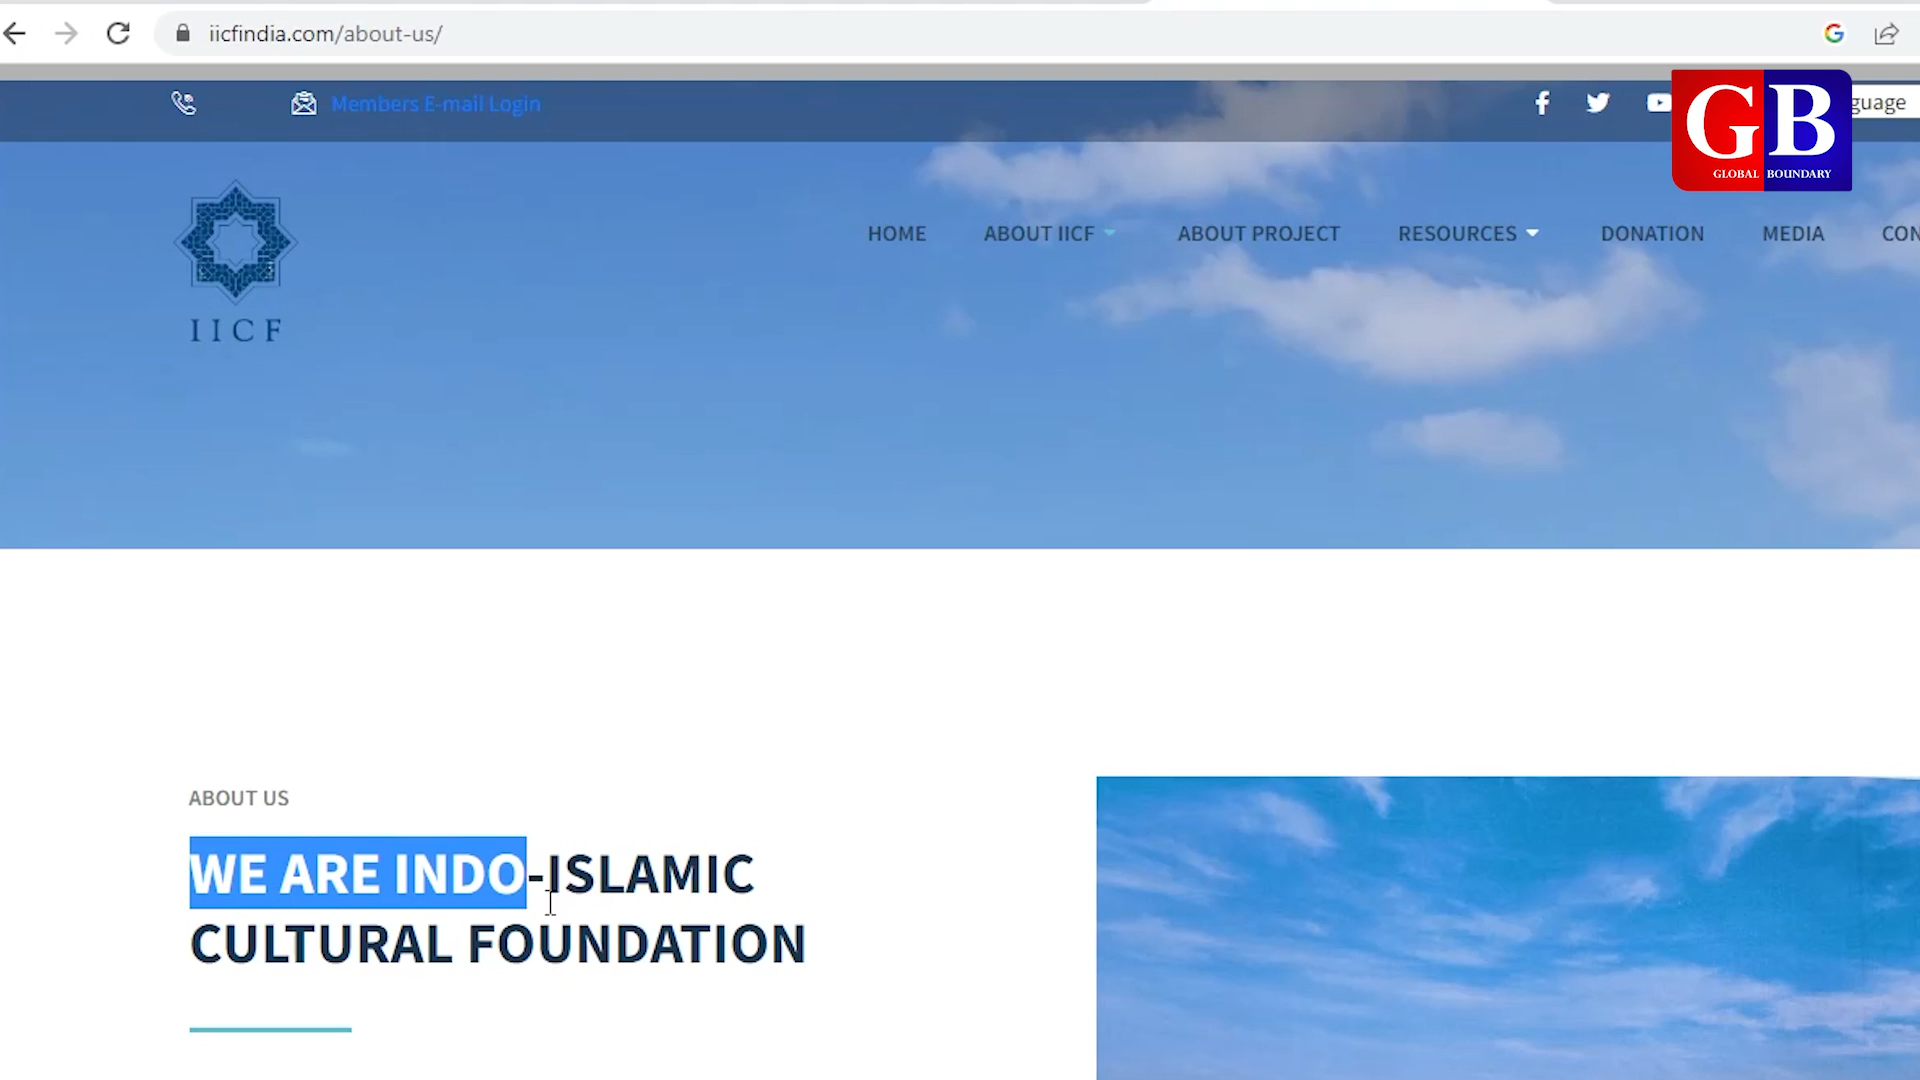 iicfindia.com/about-us/
Members E-mail Login
guage
GB
GLOBAL BOUNDARY
IICF
HOME ABOUT IICF ABOUT PROJECT RESOURCES DONATION MEDIA CON
ABOUT US
WE ARE INDO-ISLAMIC
CULTURAL FOUNDATION